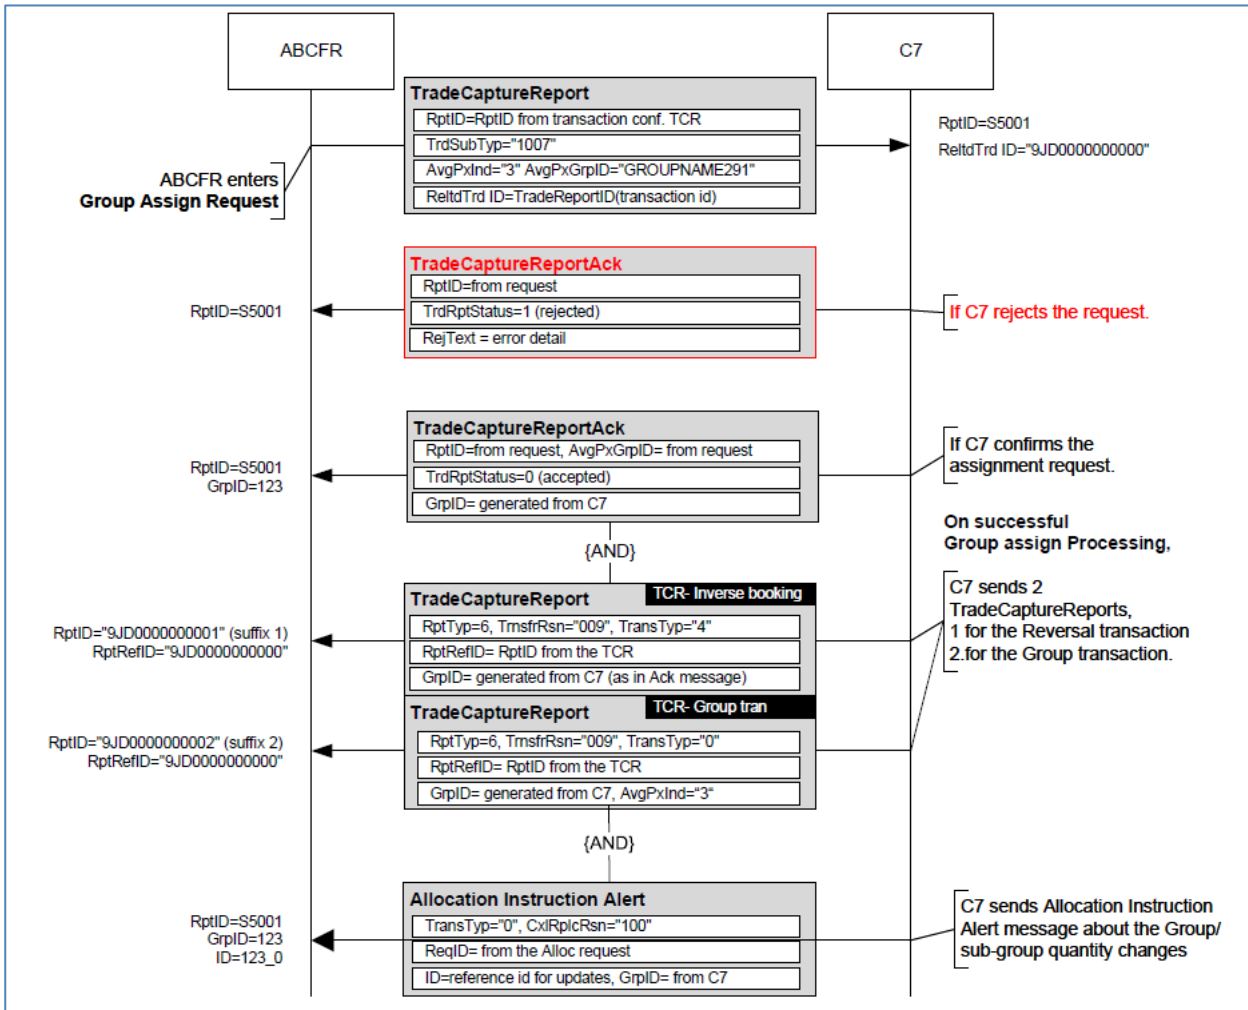 ABCFR
C7
TradeCaptureReport
RptID=RptID from transaction conf. TCR
TrdSubTyp="1007"
AvgPxInd="3" AvgPxGrpID="GROUPNAME291"
ReltdTrd ID=TradeReportID(transaction id)
RptID=S5001
ReltdTrd ID="9JD0000000000"
ABCFR enters
Group Assign Request
TradeCaptureReportAck
RptID=from request
TrdRptStatus=1 (rejected)
RejText = error detail
RptID=S5001
If C7 rejects the request.
TradeCaptureReportAck
RptID=from request, AvgPxGrpID= from request
TrdRptStatus=0 (accepted)
GrpID= generated from C7
RptID=S5001
GrpID=123
If C7 confirms the
assignment request.
{AND}
On successful
Group assign Processing,
TCR- Inverse booking
TradeCaptureReport
RptTyp=6, TrnsfrRsn="009", TransTyp="4"
RptRefID= RptID from the TCR
GrpID= generated from C7 (as in Ack message)
RptID="9JD0000000001" (suffix 1)
RptRefID="9JD0000000000"
C7 sends 2
TradeCaptureReports,
1 for the Reversal transaction
2.for the Group transaction.
TCR- Group tran
TradeCaptureReport
RptTyp=6, TrnsfrRsn="009", TransTyp="0"
RptRefID= RptID from the TCR
GrpID= generated from C7, AvgPxInd="3"
RptID="9JD0000000002" (suffix 2)
RptRefID="9JD0000000000"
{AND}
Allocation Instruction Alert
TransTyp="0", CxlRplcRsn="100"
ReqID= from the Alloc request
ID=reference id for updates, GrpID= from C7
RptID=S5001
GrpID=123
ID=123_0
C7 sends Allocation Instruction
Alert message about the Group/
sub-group quantity changes